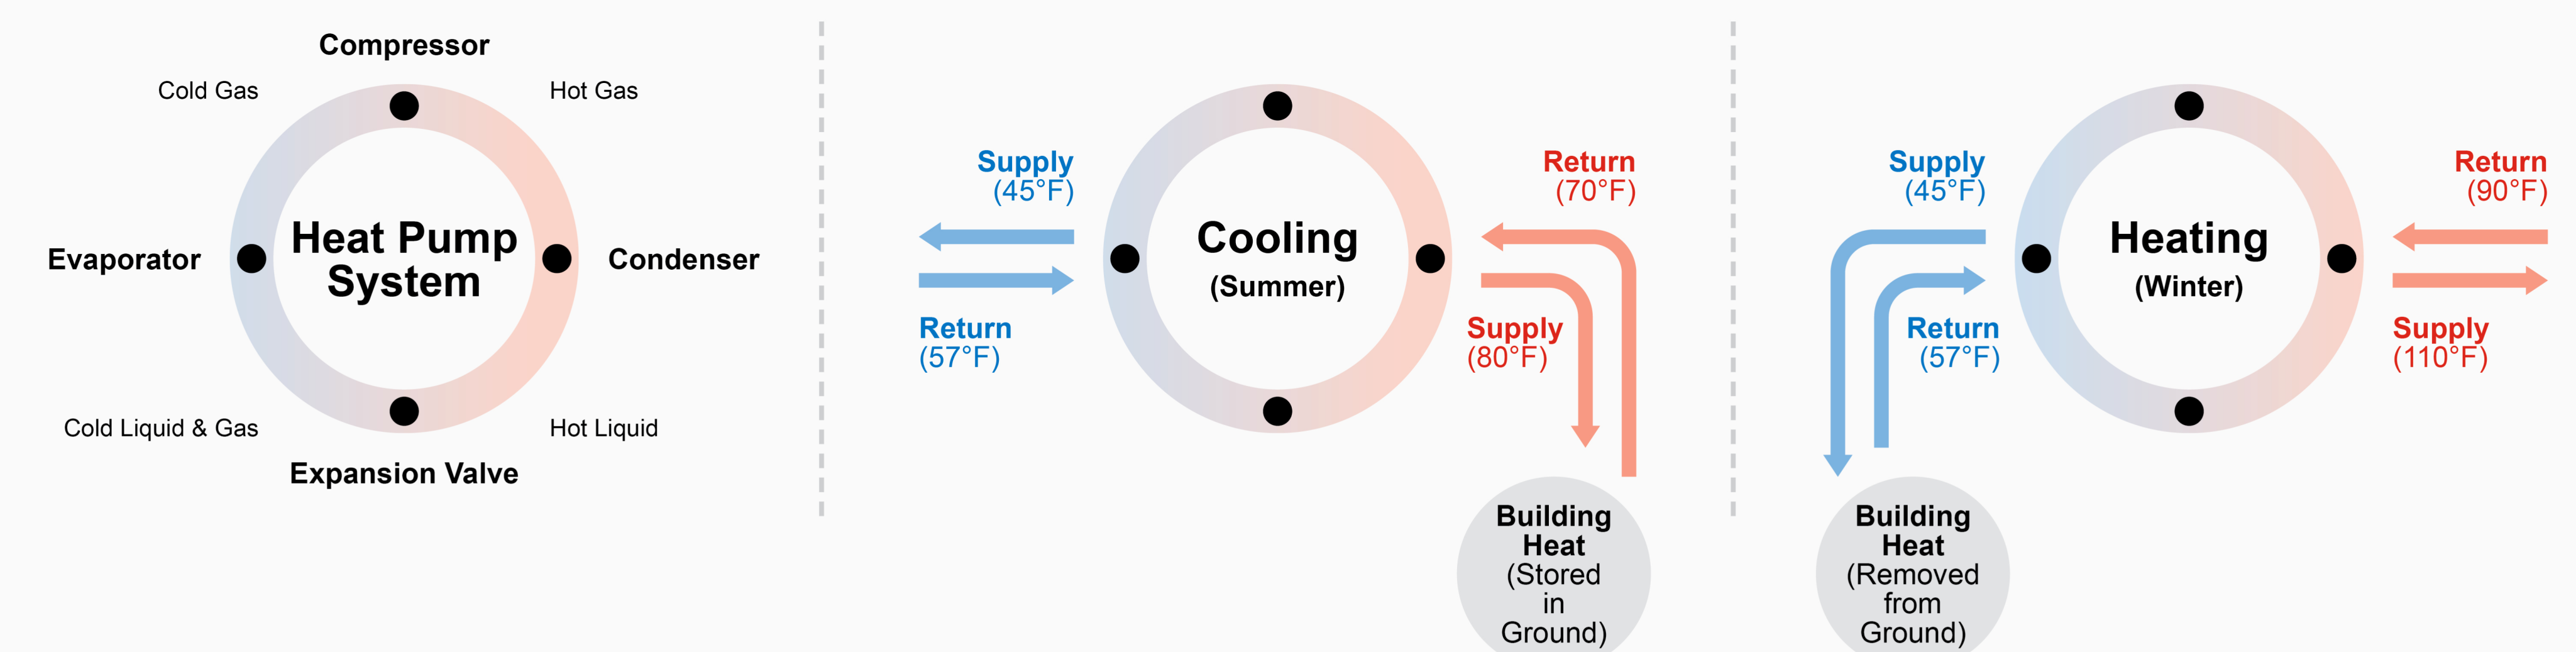 Compressor
Cold Gas
Hot Gas
Evaporator
Heat Pump
System
Condenser
Cold Liquid & Gas
Hot Liquid
Expansion Valve
Supply
(45°F)
Return
(57°F)
Cooling
(Summer)
Return
(70°F)
Supply
(80°F)
Building
Heat
(Stored
in
Ground)
Supply
(45°F)
Return
(57°F)
Building
Heat
(Removed
from
Ground)
Heating
(Winter)
Return
(90°F)
Supply
(110°F)